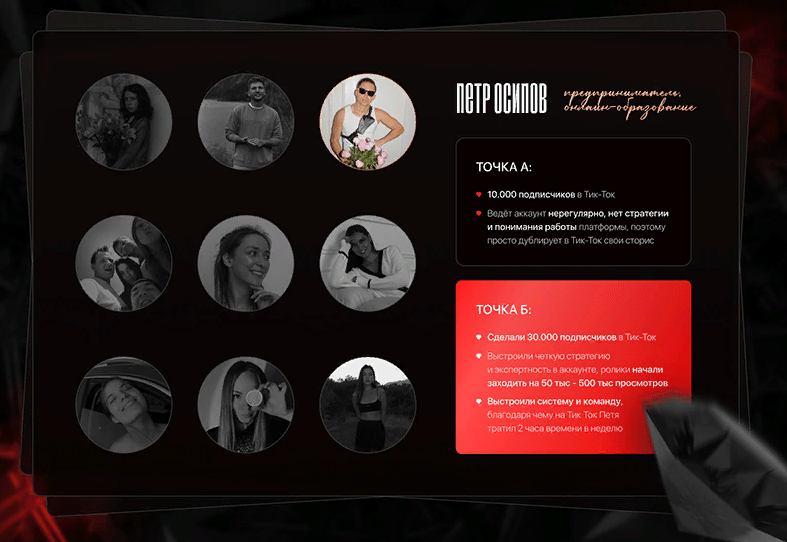 ПЕТР ОСИПОВ
предприниматель,
онлайн-образование
ТОЧКА А:
10.000 подписчиков в Тик-Ток
Ведёт аккаунт нерегулярно, нет стратегии
и понимания работы платформы, поэтому
просто дублирует в Тик-Ток свои сторис
ТОЧКА Б:
Сделали 30.000 подписчиков в Тик-Ток
Выстроили четкую стратегию
и экспертность в аккаунте, ролики начали
заходить на 50 тыс - 500 тыс просмотров
Выстроили систему и команду,
благодаря чему на Тик Ток Петя
тратил 2 часа времени в неделю